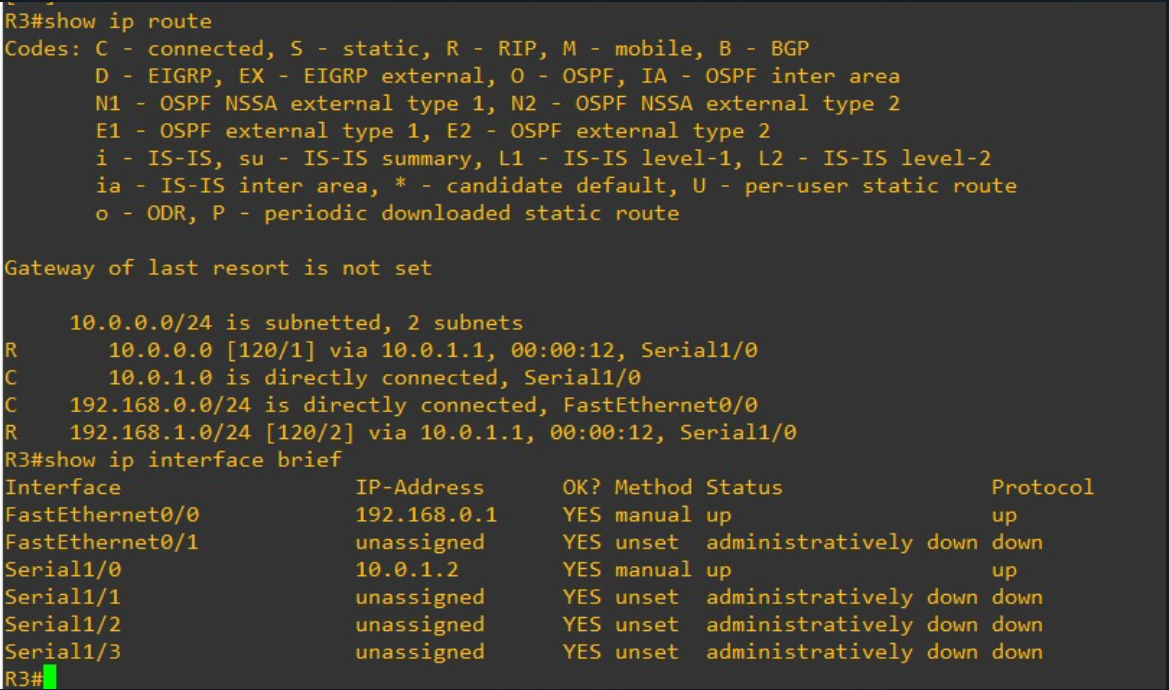 R3#show ip route
Codes: C - connected, S - static, R - RIP, M - mobile, B - BGP
       D - EIGRP, EX - EIGRP external, O - OSPF, IA - OSPF inter area
       N1 - OSPF NSSA external type 1, N2 - OSPF NSSA external type 2
       E1 - OSPF external type 1, E2 - OSPF external type 2
       i - IS-IS, su - IS-IS summary, L1 - IS-IS level-1, L2 - IS-IS level-2
       ia - IS-IS inter area, * - candidate default, U - per-user static route
       o - ODR, P - periodic downloaded static route

Gateway of last resort is not set

     10.0.0.0/24 is subnetted, 2 subnets
R       10.0.0.0 [120/1] via 10.0.1.1, 00:00:12, Serial1/0
C       10.0.1.0 is directly connected, Serial1/0
C    192.168.0.0/24 is directly connected, FastEthernet0/0
R    192.168.1.0/24 [120/2] via 10.0.1.1, 00:00:12, Serial1/0
R3#show ip interface brief
Interface                  IP-Address      OK? Method Status                Protocol
FastEthernet0/0            192.168.0.1     YES manual up                    up
FastEthernet0/1            unassigned      YES unset  administratively down down
Serial1/0                  10.0.1.2        YES manual up                    up
Serial1/1                  unassigned      YES unset  administratively down down
Serial1/2                  unassigned      YES unset  administratively down down
Serial1/3                  unassigned      YES unset  administratively down down
R3#